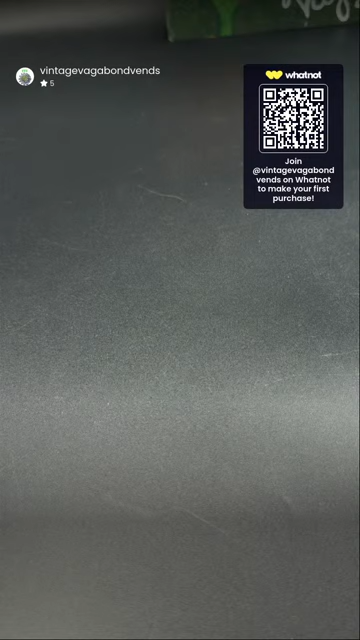 vintagevagabondvends
★ 5
whatnot
Join
@vintagevagabond
vends on Whatnot
to make your first
purchase!